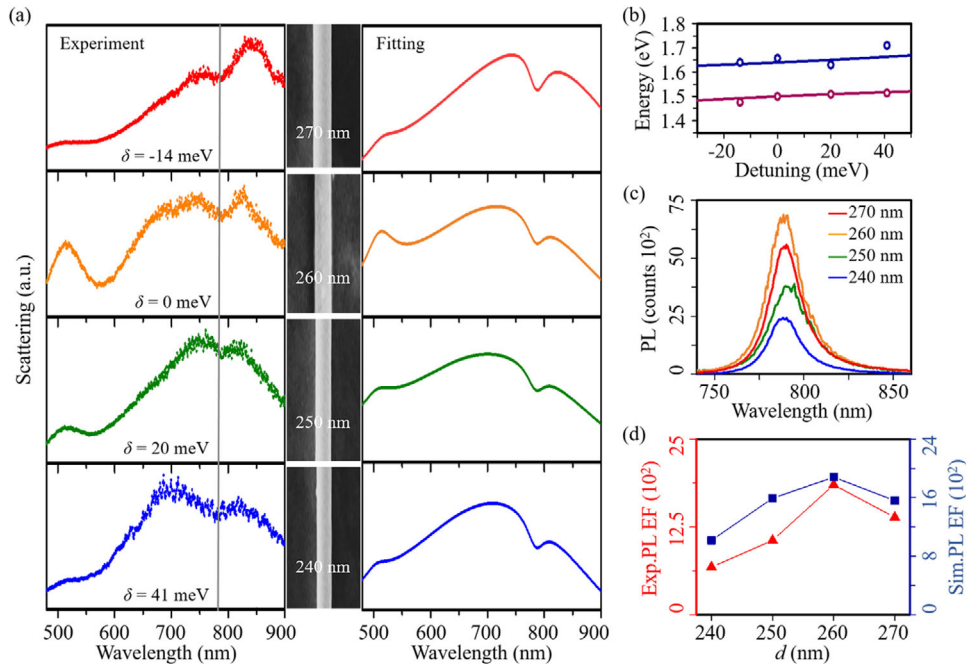 (a)
Experiment
Fitting
δ = -14 meV
270 nm
δ = 0 meV
260 nm
δ = 20 meV
250 nm
δ = 41 meV
240 nm
Scattering (a.u.)
500 600 700 800 900
500 600 700 800 900
Wavelength (nm)
Wavelength (nm)
(b)
1.8
1.7
1.6
1.5
1.4
Energy (eV)
-20 0 20 40
Detuning (meV)
(c)
75
50
25
0
PL (counts 10²)
270 nm
260 nm
250 nm
240 nm
750 800 850
Wavelength (nm)
(d)
25
12.5
0
Exp.PL EF (10²)
24
16
8
0
Sim.PL EF (10²)
240 250 260 270
d (nm)